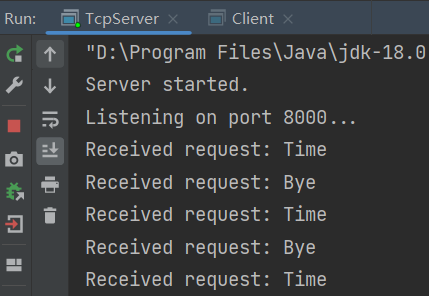 Run: TcpServer × Client ×
"D:\Program Files\Java\jdk-18.0
Server started.
Listening on port 8000...
Received request: Time
Received request: Bye
Received request: Time
Received request: Bye
Received request: Time